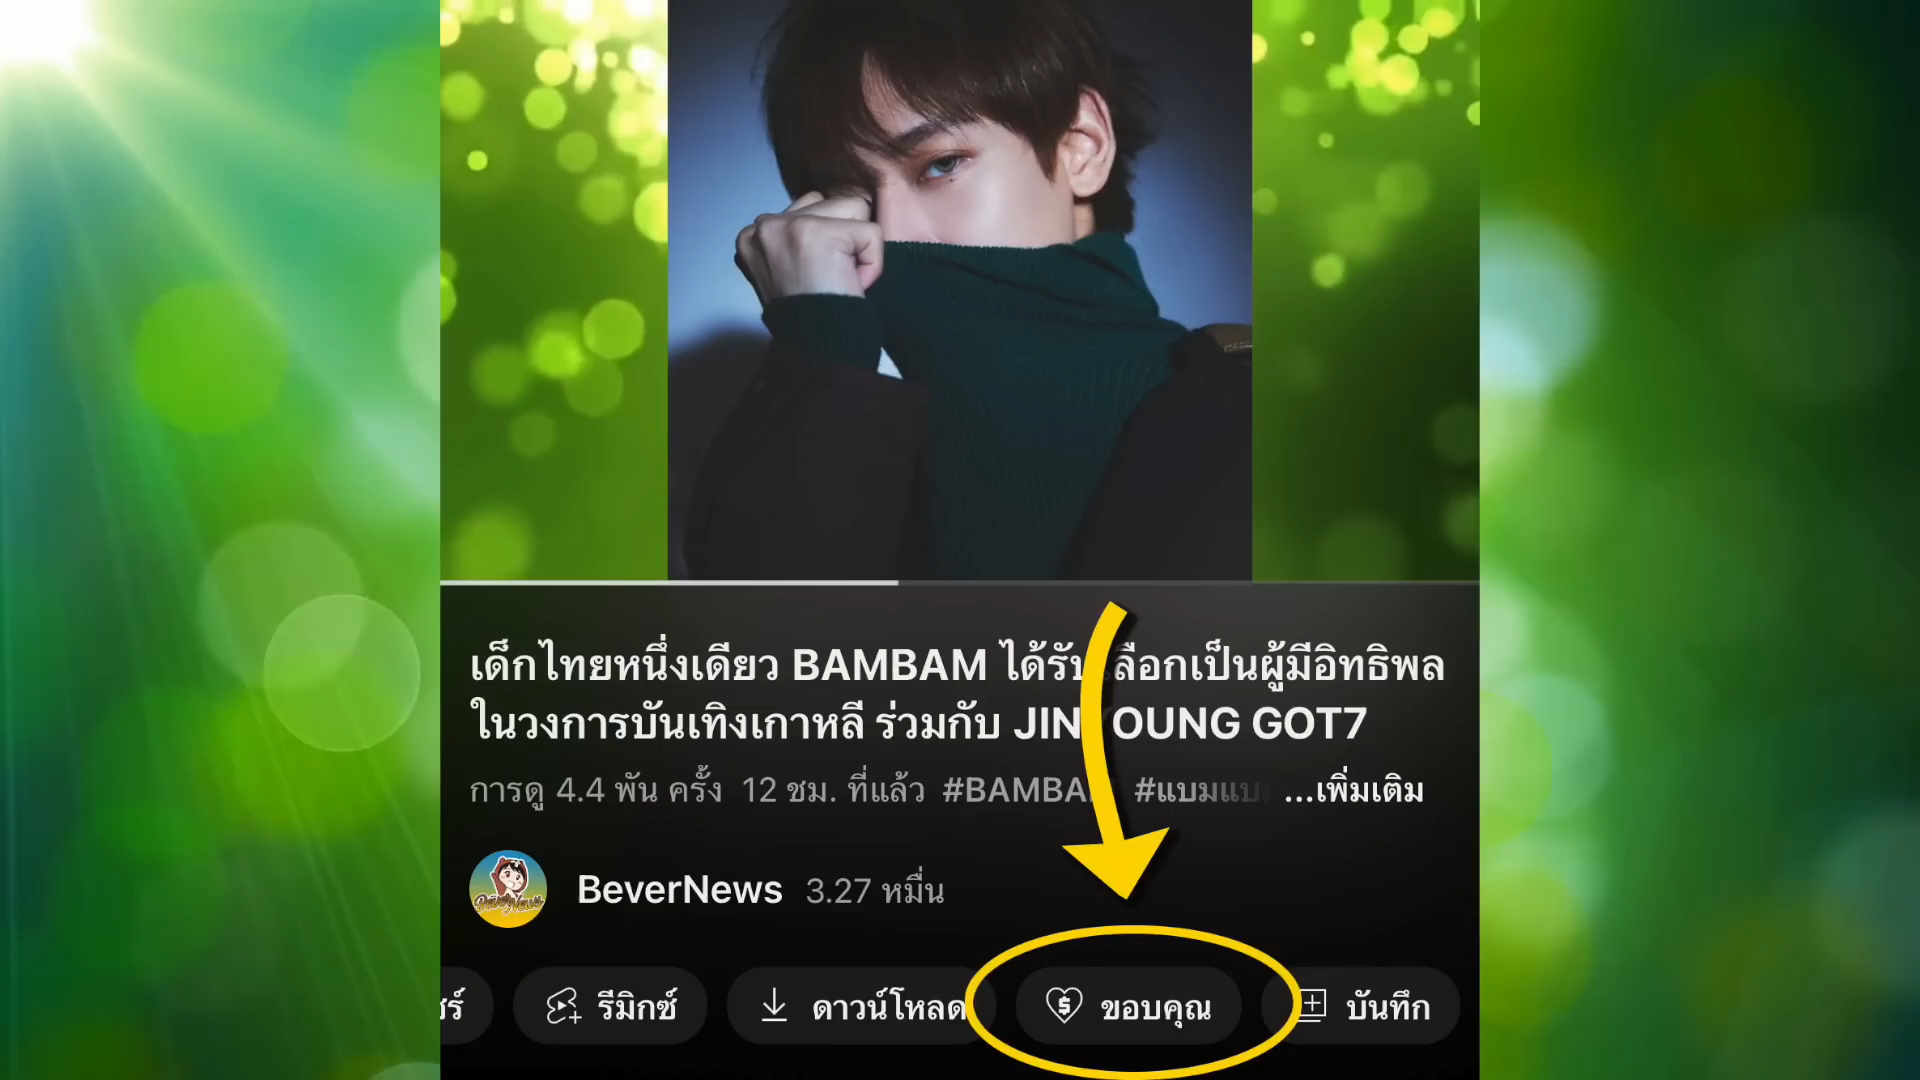 เด็กไทยหนึ่งเดียว BAMBAM ได้รับเลือกเป็นผู้มีอิทธิพล
ในวงการบันเทิงเกาหลี ร่วมกับ JINYOUNG GOT7
การดู 4.4 พัน ครั้ง 12 ชม. ที่แล้ว #BAMBA #แบมแบ ...เพิ่มเติม
BeverNews 3.27 หมื่น
ร์ รีมิกซ์ ดาวน์โหลด ขอบคุณ บันทึก